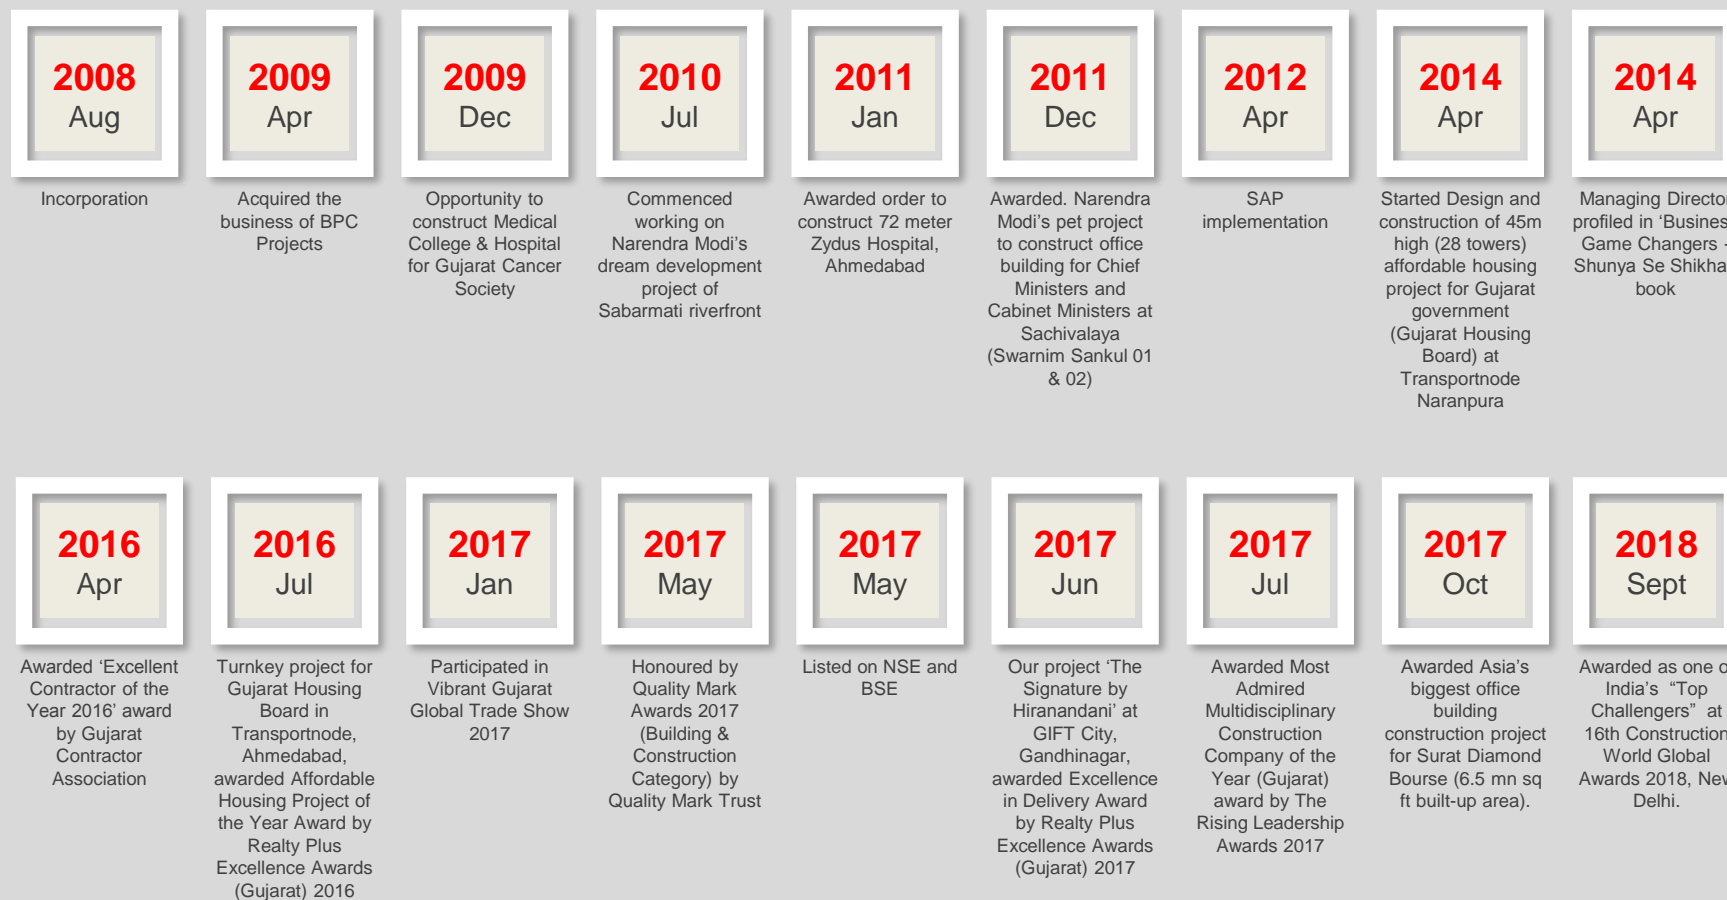 2008
Aug
Incorporation
2009
Apr
Acquired the
business of BPC
Projects
2009
Dec
Opportunity to
construct Medical
College & Hospital
for Gujarat Cancer
Society
2010
Jul
Commenced
working on
Narendra Modi's
dream development
project of
Sabarmati riverfront
2011
Jan
Awarded order to
construct 72 meter
Zydus Hospital,
Ahmedabad
2011
Dec
Awarded. Narendra
Modi's pet project
to construct office
building for Chief
Ministers and
Cabinet Ministers at
Sachivalaya
(Swarnim Sankul 01
& 02)
2012
Apr
SAP
implementation
2014
Apr
Started Design and
construction of 45m
high (28 towers)
affordable housing
project for Gujarat
government
(Gujarat Housing
Board) at
Transportnode
Naranpura
2014
Apr
Managing
profiled in
Game Changers
Shunya Se
book
2016
Apr
Awarded ‘Excellent
Contractor of the
Year 2016’ award
by Gujarat
Contractor
Association
2016
Jul
Turnkey project for
Gujarat Housing
Board in
Transportnode,
Ahmedabad,
awarded Affordable
Housing Project of
the Year Award by
Realty Plus
Excellence Awards
(Gujarat) 2016
2017
Jan
Participated in
Vibrant Gujarat
Global Trade Show
2017
2017
May
Honoured by
Quality Mark
Awards 2017
(Building &
Construction
Category) by
Quality Mark Trust
2017
May
Listed on NSE and
BSE
2017
Jun
Our project ‘The
Signature by
Hiranandani’ at
GIFT City,
Gandhinagar,
awarded Excellence
in Delivery Award
by Realty Plus
Excellence Awards
(Gujarat) 2017
2017
Jul
Awarded Most
Admired
Multidisciplinary
Construction
Company of the
Year (Gujarat)
award by The
Rising Leadership
Awards 2017
2017
Oct
Awarded Asia’s
biggest office
building
construction project
for Surat Diamond
Bourse (6.5 mn sq
ft built-up area).
2018
Sept
Awarded as one
India’s “Top
Challengers” at
16th Construction
World Global
Awards 2018,
Delhi.